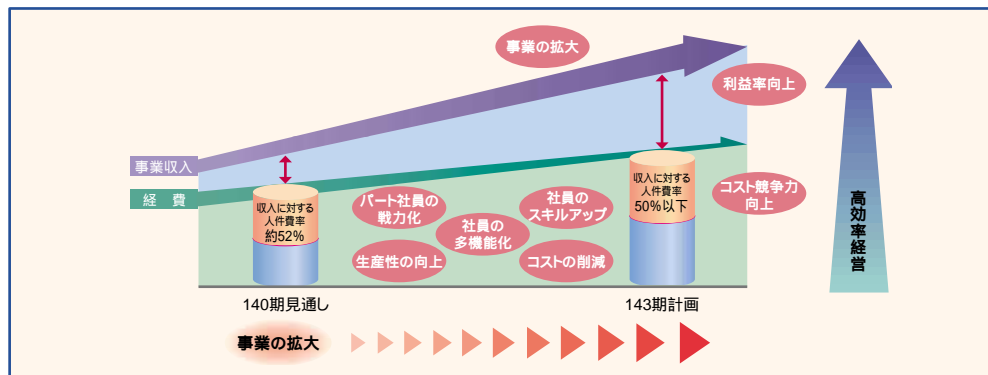 事業の拡大
利益率向上
事業収入
経費
収入に対する
人件費率
約52%
パート社員の
戦力化
社員の
スキルアップ
社員の
多機能化
生産性の向上
コストの削減
収入に対する
人件費率
50%以下
コスト競争力
向上
高効率経営
140期見通し
143期計画
事業の拡大